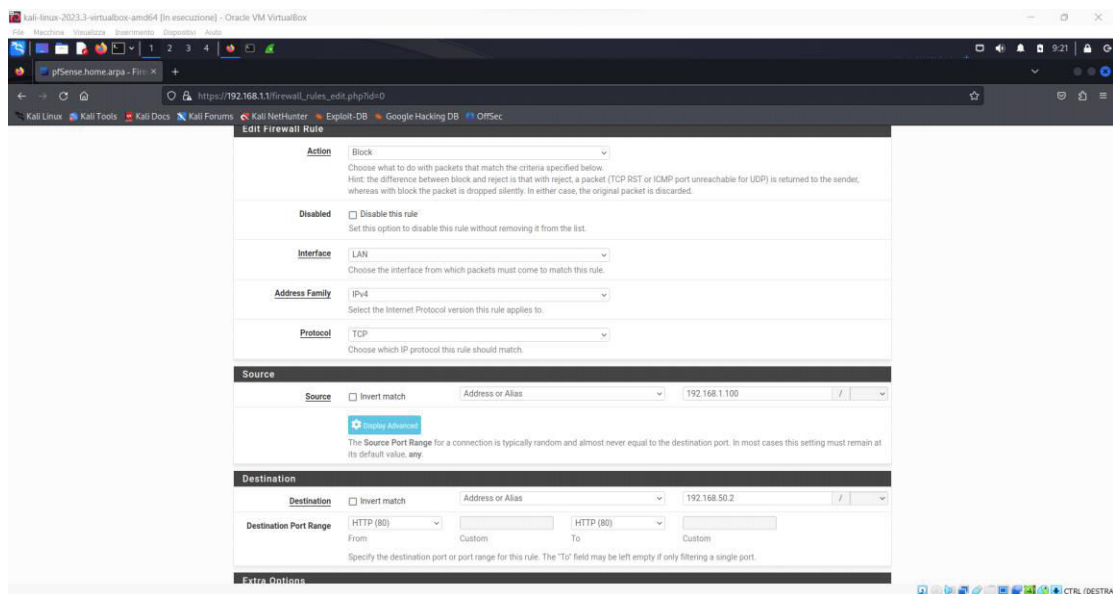 kali-linux-2023.3-virtualbox-amd64 [In esecuzione] - Oracle VM VirtualBox
File Macchina Visualizza Inserimento Dispositivi Aiuto
1 2 3 4 9:21
pfSense.home.arpa - Fire
https://192.168.1.1/firewall_rules_edit.php?id=0
Kali Linux Kali Tools Kali Docs Kali Forums Kali NetHunter Exploit-DB Google Hacking DB OffSec
Edit Firewall Rule
Action Block
Choose what to do with packets that match the criteria specified below.
Hint: the difference between block and reject is that with reject, a packet (TCP RST or ICMP port unreachable for UDP) is returned to the sender,
whereas with block the packet is dropped silently. In either case, the original packet is discarded.
Disabled Disable this rule
Set this option to disable this rule without removing it from the list.
Interface LAN
Choose the interface from which packets must come to match this rule.
Address Family IPv4
Select the Internet Protocol version this rule applies to.
Protocol TCP
Choose which IP protocol this rule should match.
Source
Source Invert match Address or Alias 192.168.1.100 /
Display Advanced
The Source Port Range for a connection is typically random and almost never equal to the destination port. In most cases this setting must remain at
its default value, any.
Destination
Destination Invert match Address or Alias 192.168.50.2 /
Destination Port Range HTTP (80) HTTP (80)
From Custom To Custom
Specify the destination port or port range for this rule. The "To" field may be left empty if only filtering a single port.
Extra Options
CTRL (DESTRA